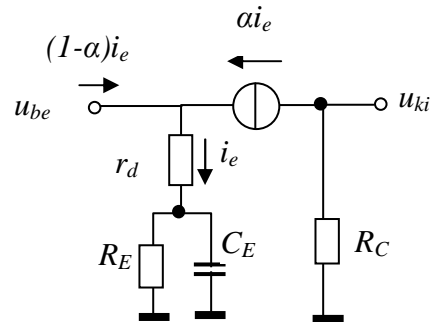 αi_e
(1-α)i_e
u_be
u_ki
r_d
i_e
R_E
C_E
R_C